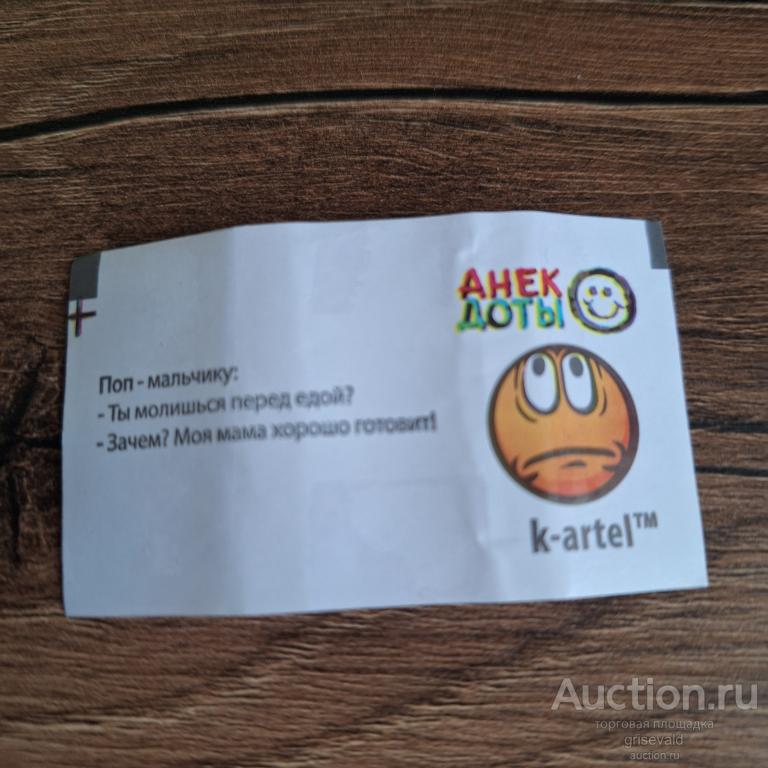 АНЕК
ДОТЫ
Поп - мальчику:
- Ты молишься перед едой?
- Зачем? Моя мама хорошо готовит!
k-artel™
Auction.ru
торговая площадка
grisevald
auction.ru